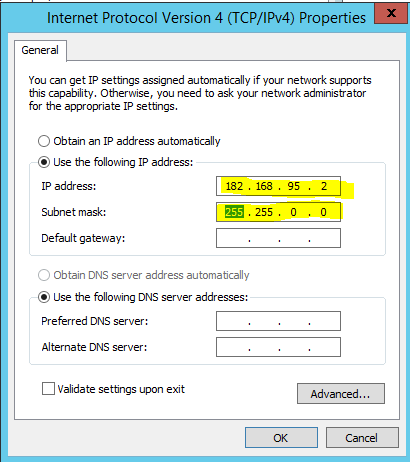 Internet Protocol Version 4 (TCP/IPv4) Properties
x
General
You can get IP settings assigned automatically if your network supports
this capability. Otherwise, you need to ask your network administrator
for the appropriate IP settings.
Obtain an IP address automatically
Use the following IP address:
IP address: 182 . 168 . 95 . 2
Subnet mask: 255 . 255 . 0 . 0
Default gateway: . . .
Obtain DNS server address automatically
Use the following DNS server addresses:
Preferred DNS server: . . .
Alternate DNS server: . . .
Validate settings upon exit
Advanced...
OK Cancel